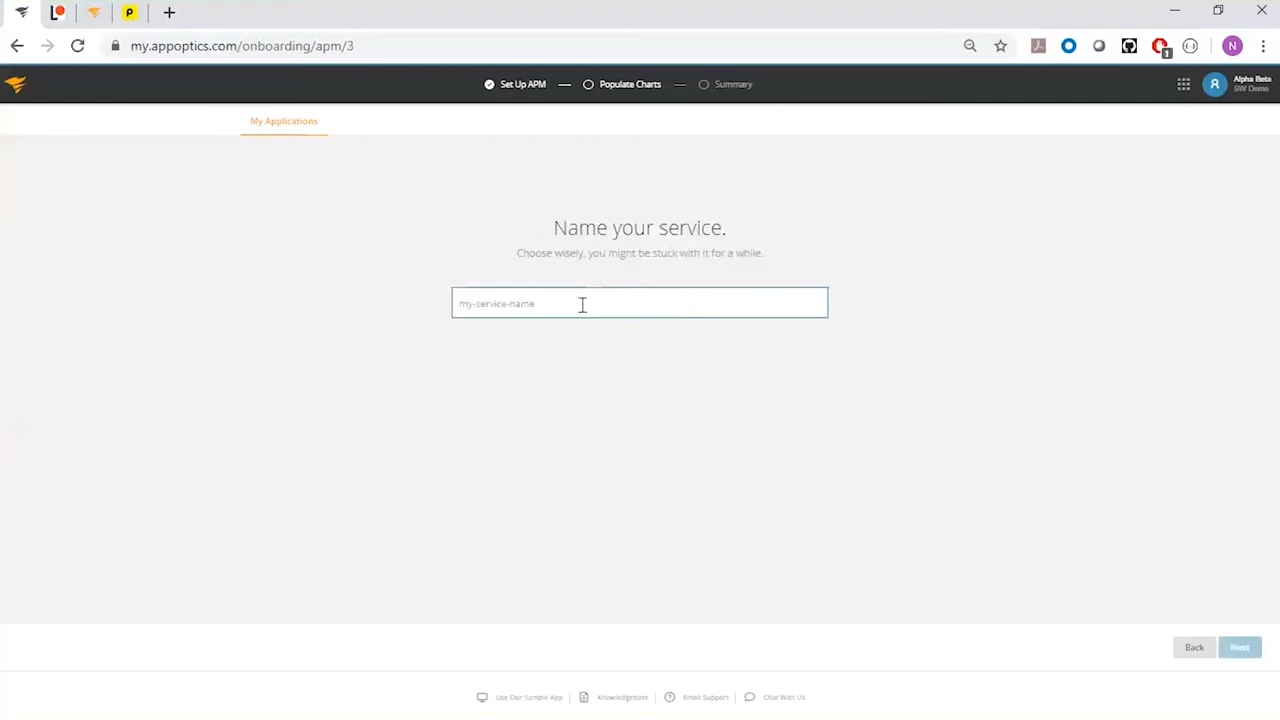 my.appoptics.com/onboarding/apm/3
1
N
Set Up APM
Populate Charts
Summary
Alpha Beta
SW Demo
My Applications
Name your service.
Choose wisely, you might be stuck with it for a while.
my-service-name
Back
Next
Use Our Sample App
Knowledgebase
Email Support
Chat With Us